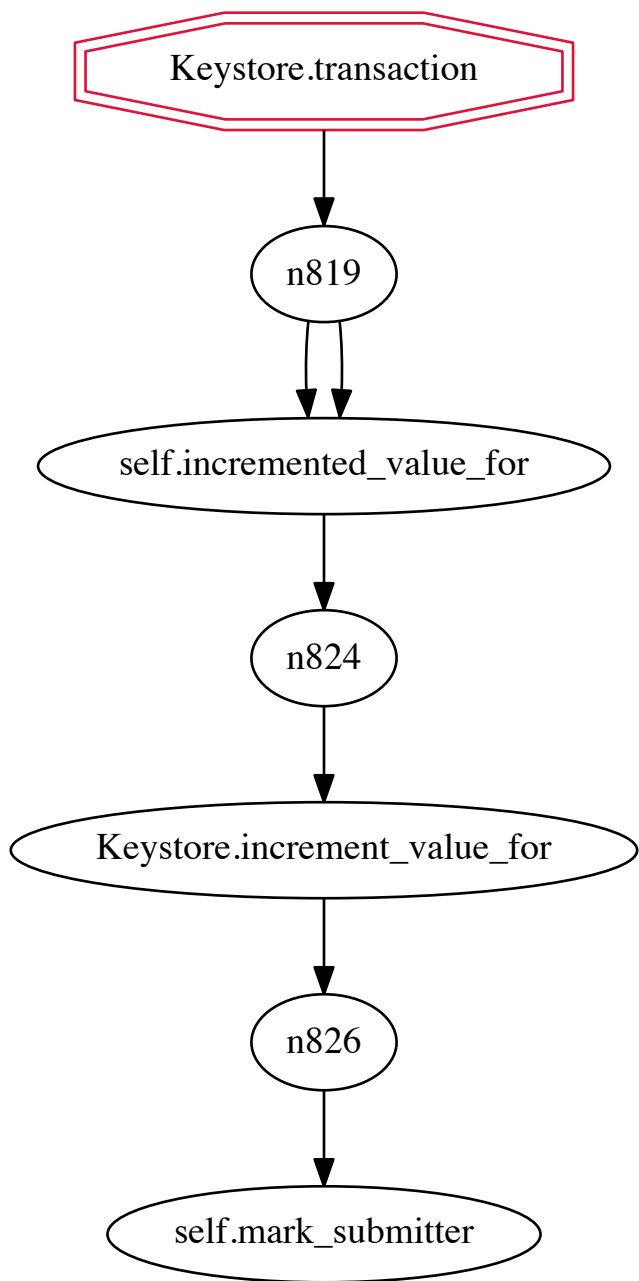 Keystore.transaction
n819
self.incremented_value_for
n824
Keystore.increment_value_for
n826
self.mark_submitter